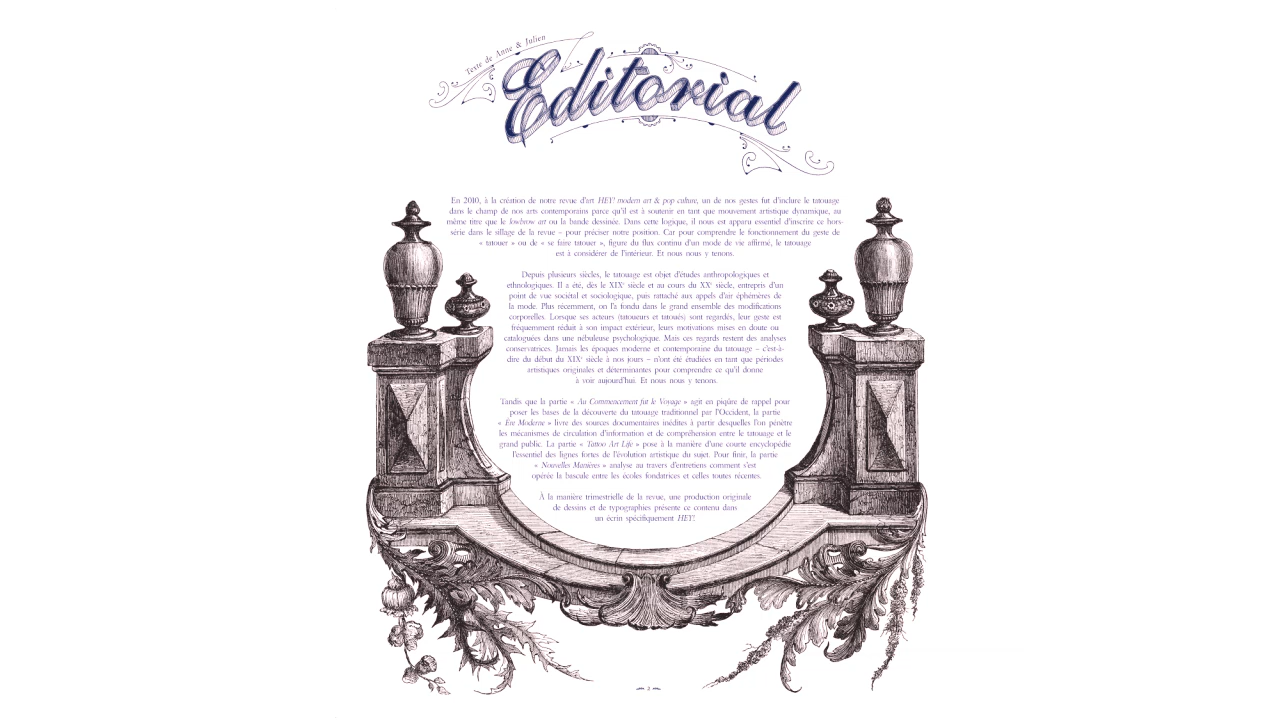 Texte de Anne & Julien
Editorial
En 2010, à la création de notre revue d'art HEY! modern art & pop culture, un de nos gestes fut d'inclure le tatouage
dans le champ de nos arts contemporains parce qu'il est à soutenir en tant que mouvement artistique dynamique, au
même titre que le lowbrow art ou la bande dessinée. Dans cette logique, il nous est apparu essentiel d'inscrire ce hors-
série dans le sillage de la revue – pour préciser notre position. Car pour comprendre le fonctionnement du geste de
« tatouer » ou de « se faire tatouer », figure du flux continu d'un mode de vie affirmé, le tatouage
est à considérer de l'intérieur. Et nous nous y tenons.
Depuis plusieurs siècles, le tatouage est objet d'études anthropologiques et
ethnologiques. Il a été, dès le XIXe siècle et au cours du XXe siècle, entrepris d'un
point de vue sociétal et sociologique, puis rattaché aux appels d'air éphémères de
la mode. Plus récemment, on l'a fondu dans le grand ensemble des modifications
corporelles. Lorsque ses acteurs (tatoueurs et tatoués) sont regardés, leur geste est
fréquemment réduit à son impact extérieur, leurs motivations mises en doute ou
cataloguées dans une nébuleuse psychologique. Mais ces regards restent des analyses
conservatrices. Jamais les époques moderne et contemporaine du tatouage – c'est-à-
dire du début du XIXe siècle à nos jours – n'ont été étudiées en tant que périodes
artistiques originales et déterminantes pour comprendre ce qu'il donne
à voir aujourd'hui. Et nous nous y tenons.
Tandis que la partie « Au Commencement fut le Voyage » agit en piqûre de rappel pour
poser les bases de la découverte du tatouage traditionnel par l'Occident, la partie
« Ère Moderne » livre des sources documentaires inédites à partir desquelles l'on pénètre
les mécanismes de circulation d'information et de compréhension entre le tatouage et le
grand public. La partie « Tattoo Art Life » pose à la manière d'une courte encyclopédie
l'essentiel des lignes fortes de l'évolution artistique du sujet. Pour finir, la partie
« Nouvelles Manières » analyse au travers d'entretiens comment s'est
opérée la bascule entre les écoles fondatrices et celles toutes récentes.
À la manière trimestrielle de la revue, une production originale
de dessins et de typographies présente ce contenu dans
un écrin spécifiquement HEY!
3